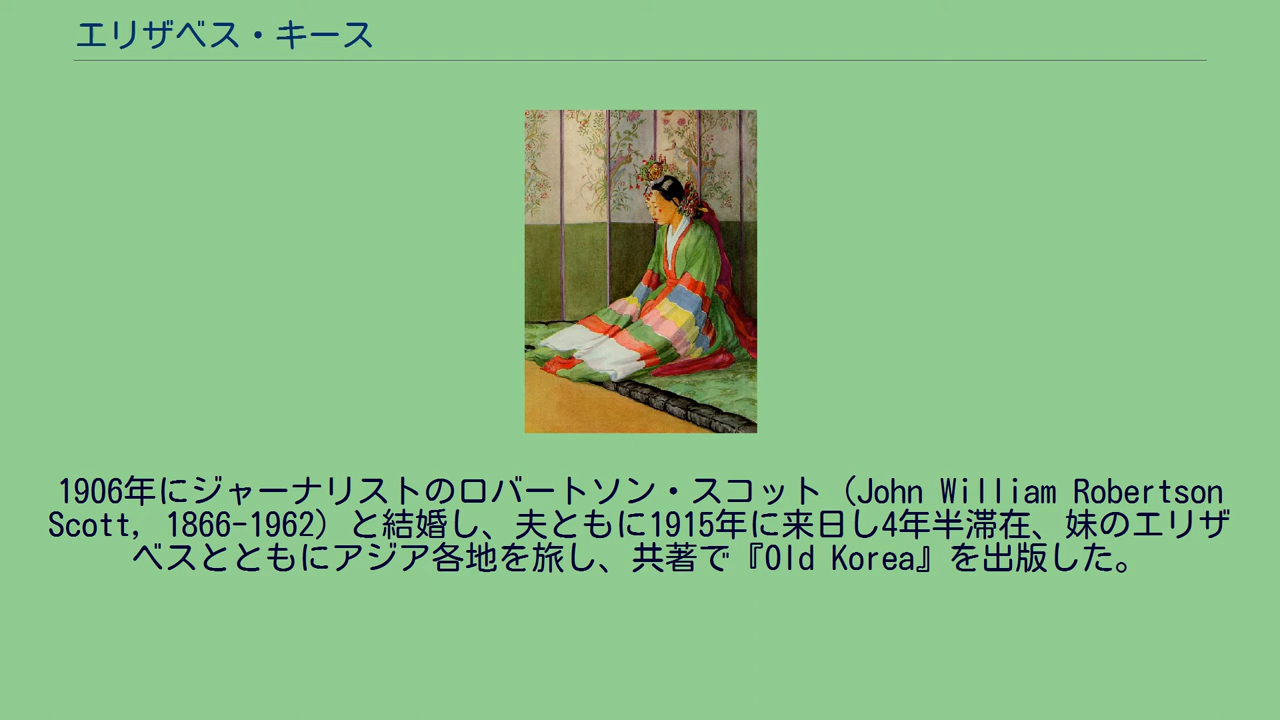 エリザベス・キース
1906年にジャーナリストのロバートソン・スコット（John William Robertson
Scott, 1866-1962）と結婚し、夫ともに1915年に来日し4年半滞在、妹のエリザ
ベスとともにアジア各地を旅し、共著で『Old Korea』を出版した。